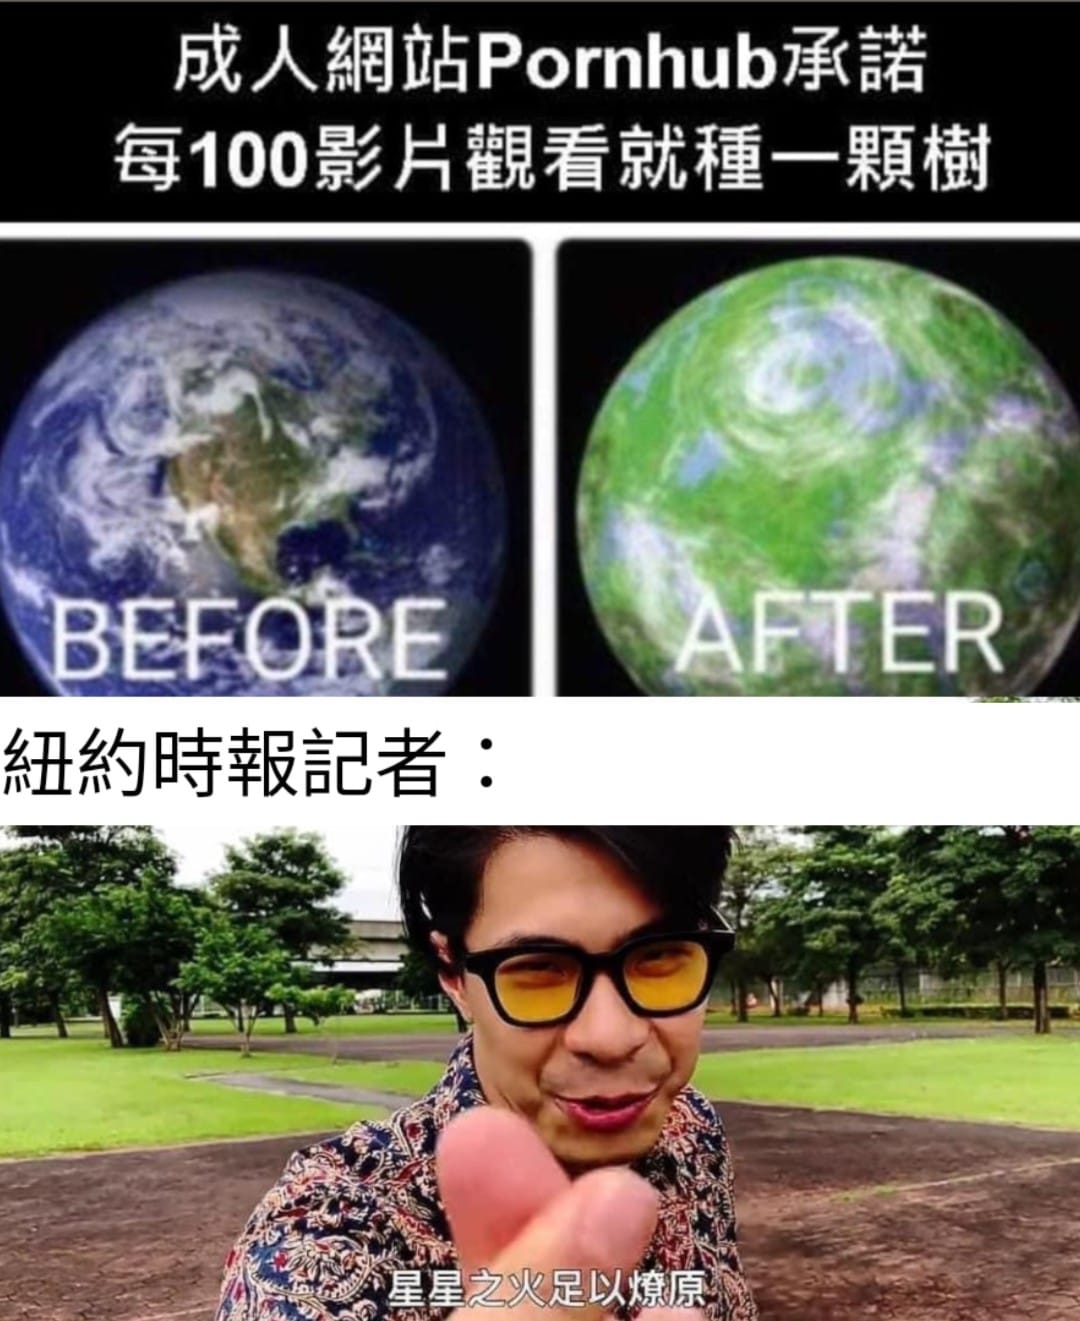 成人網站Pornhub承諾
每100影片觀看就種一顆樹
BEFORE
AFTER
紐約時報記者：
星星之火足以燎原